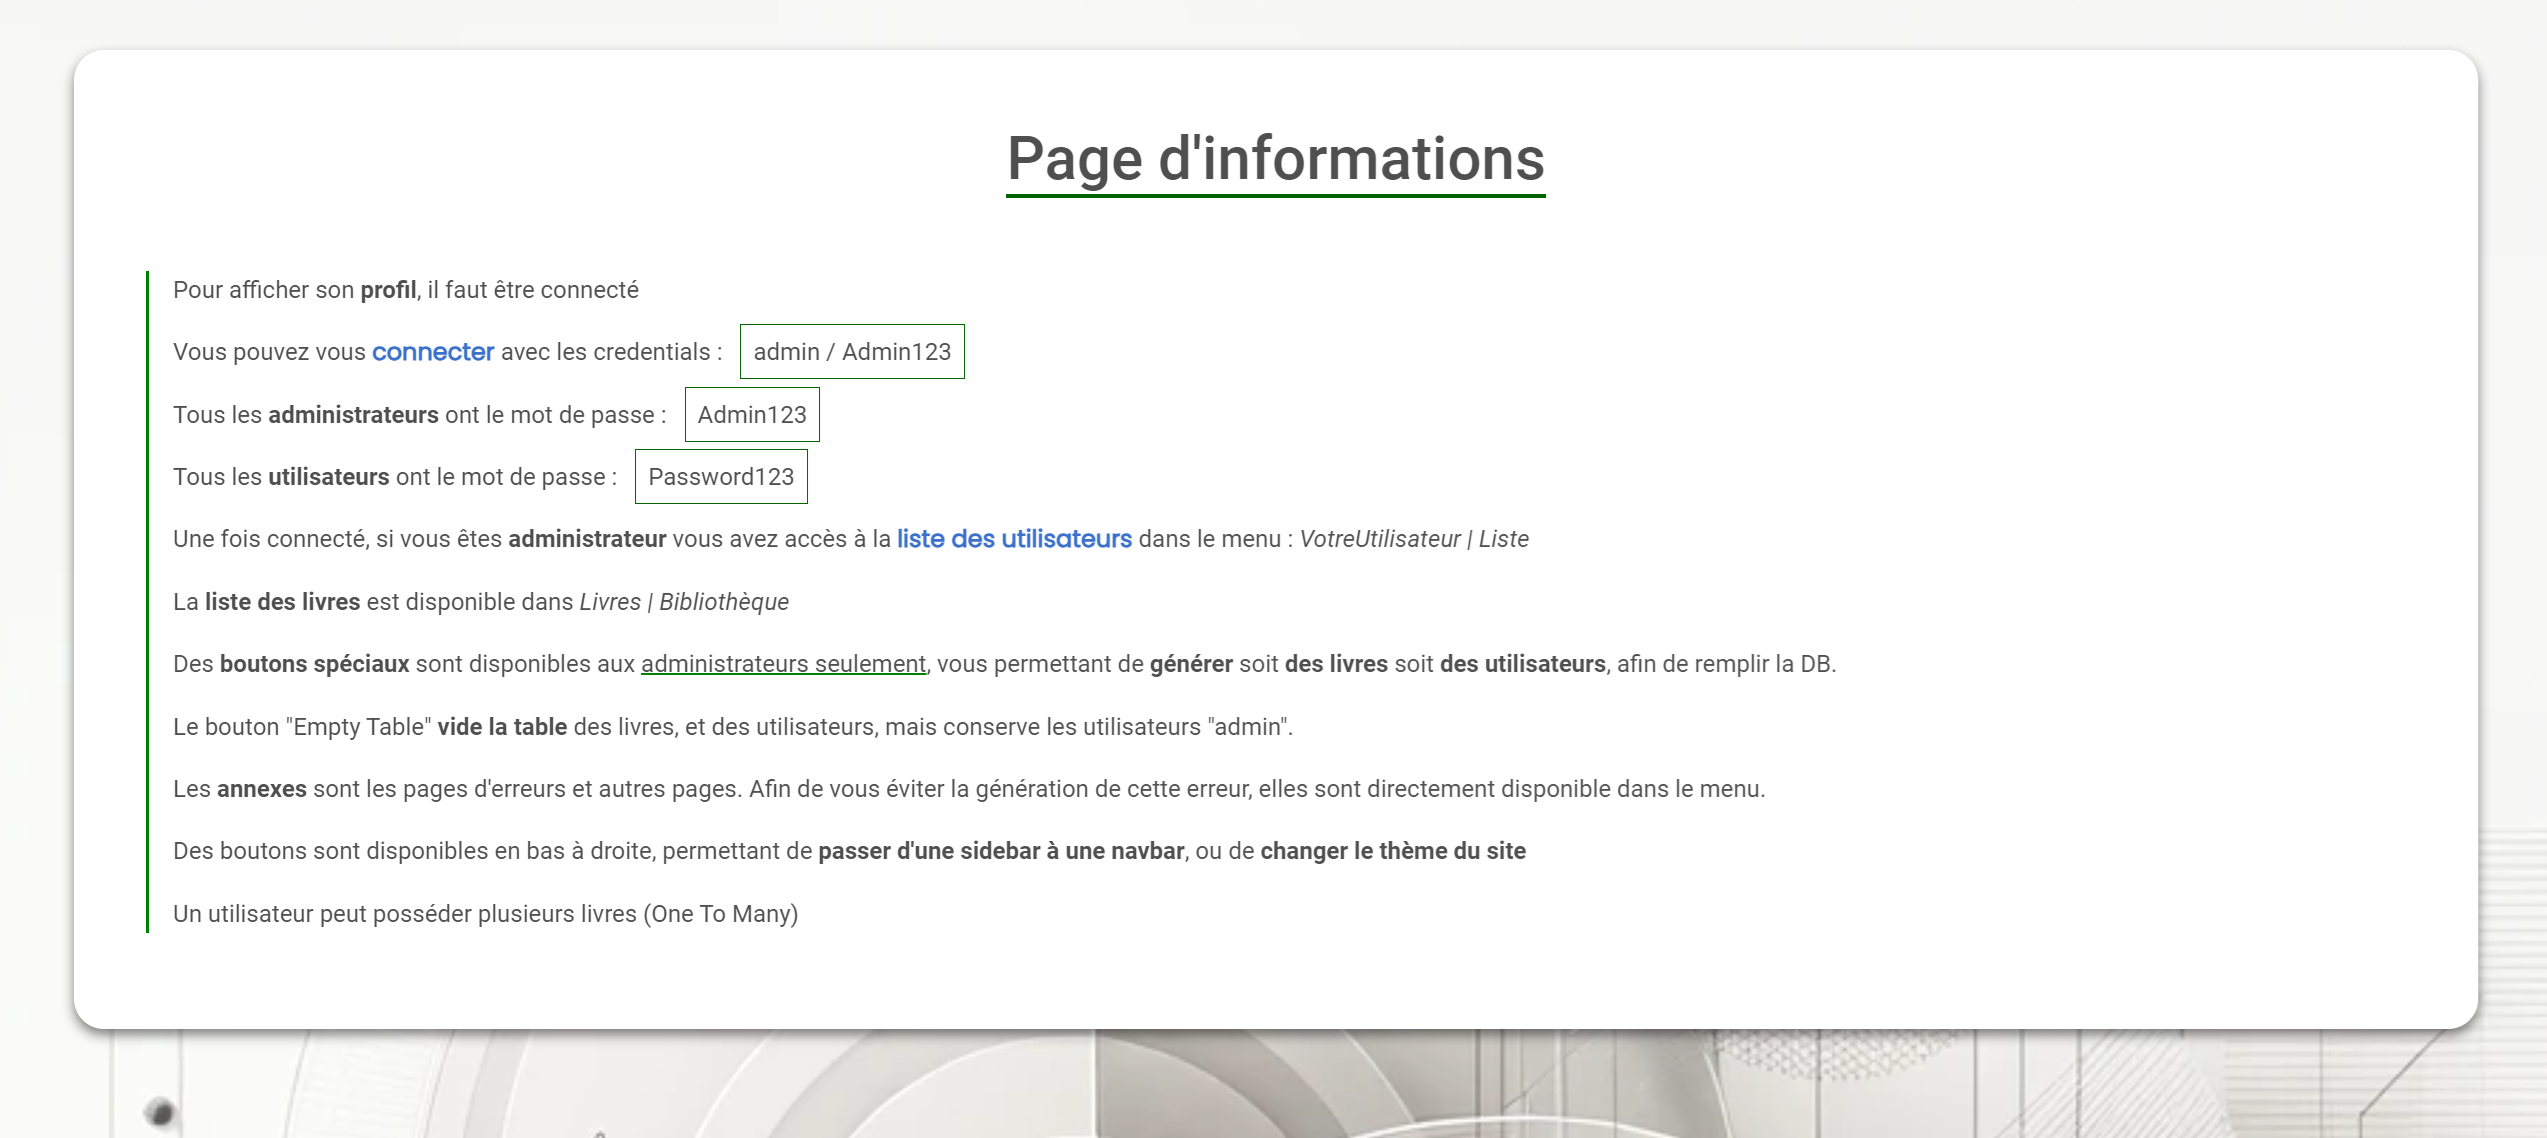 Page d'informations
Pour afficher son profil, il faut être connecté
Vous pouvez vous connecter avec les credentials : admin / Admin123
Tous les administrateurs ont le mot de passe : Admin123
Tous les utilisateurs ont le mot de passe : Password123
Une fois connecté, si vous êtes administrateur vous avez accès à la liste des utilisateurs dans le menu : VotreUtilisateur | Liste
La liste des livres est disponible dans Livres | Bibliothèque
Des boutons spéciaux sont disponibles aux administrateurs seulement, vous permettant de générer soit des livres soit des utilisateurs, afin de remplir la DB.
Le bouton "Empty Table" vide la table des livres, et des utilisateurs, mais conserve les utilisateurs "admin".
Les annexes sont les pages d'erreurs et autres pages. Afin de vous éviter la génération de cette erreur, elles sont directement disponible dans le menu.
Des boutons sont disponibles en bas à droite, permettant de passer d'une sidebar à une navbar, ou de changer le thème du site
Un utilisateur peut posséder plusieurs livres (One To Many)